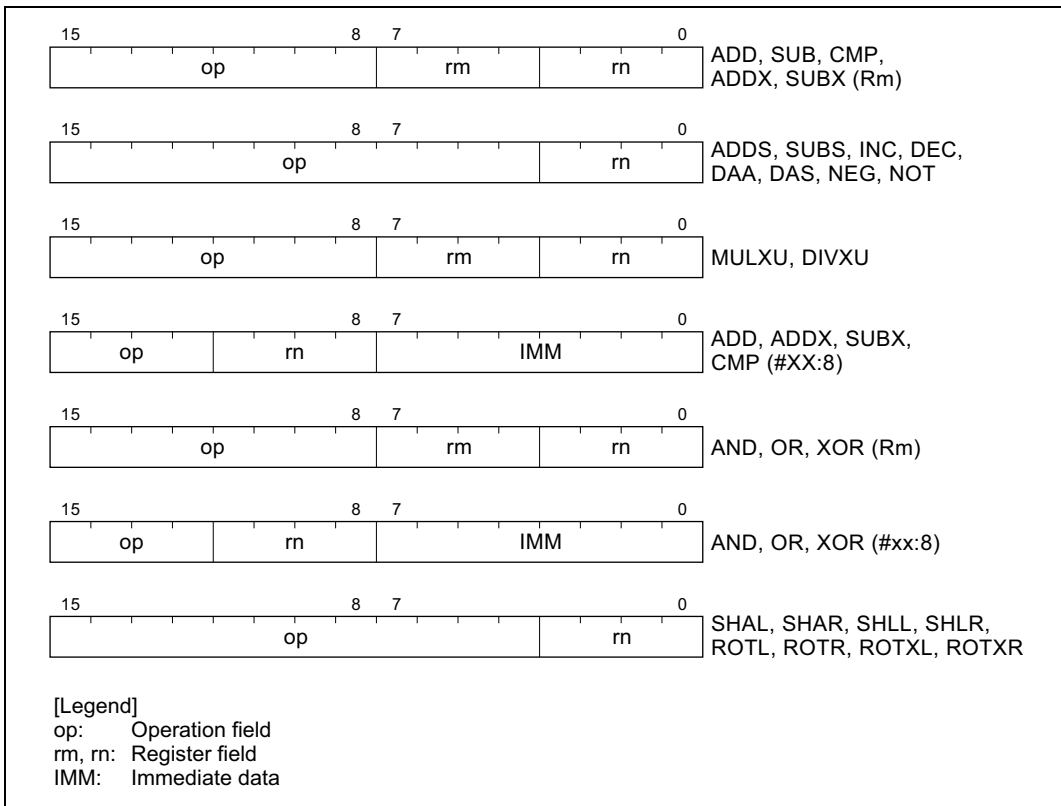 15 8 7 0
op rm rn
ADD, SUB, CMP,
ADDX, SUBX (Rm)
15 8 7 0
op rn
ADDS, SUBS, INC, DEC,
DAA, DAS, NEG, NOT
15 8 7 0
op rm rn
MULXU, DIVXU
15 8 7 0
op rn IMM
ADD, ADDX, SUBX,
CMP (#XX:8)
15 8 7 0
op rm rn
AND, OR, XOR (Rm)
15 8 7 0
op rn IMM
AND, OR, XOR (#xx:8)
15 8 7 0
op rn
SHAL, SHAR, SHLL, SHLR,
ROTL, ROTR, ROTXL, ROTXR
[Legend]
op: Operation field
rm, rn: Register field
IMM: Immediate data